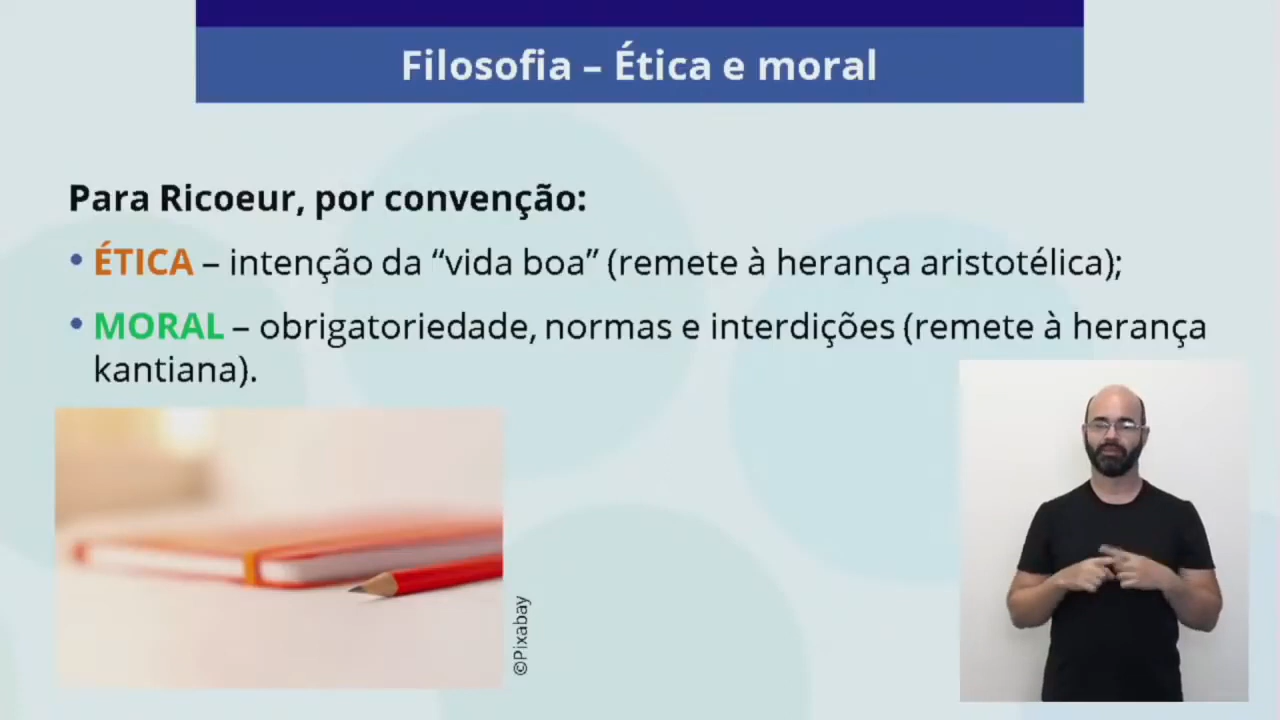 Filosofia – Ética e moral
Para Ricoeur, por convenção:
• ÉTICA – intenção da “vida boa” (remete à herança aristotélica);
• MORAL – obrigatoriedade, normas e interdições (remete à herança
kantiana).
©Pixabay